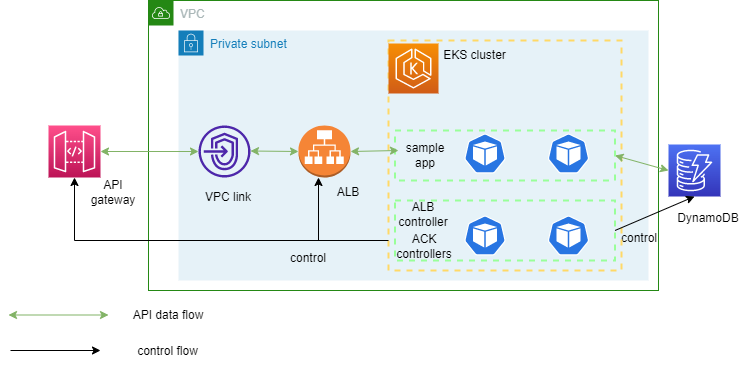 VPC
Private subnet
EKS cluster
sample
app
API
gateway
VPC link
ALB
DynamoDB
ALB
controller
ACK
controllers
control
control
API data flow
control flow